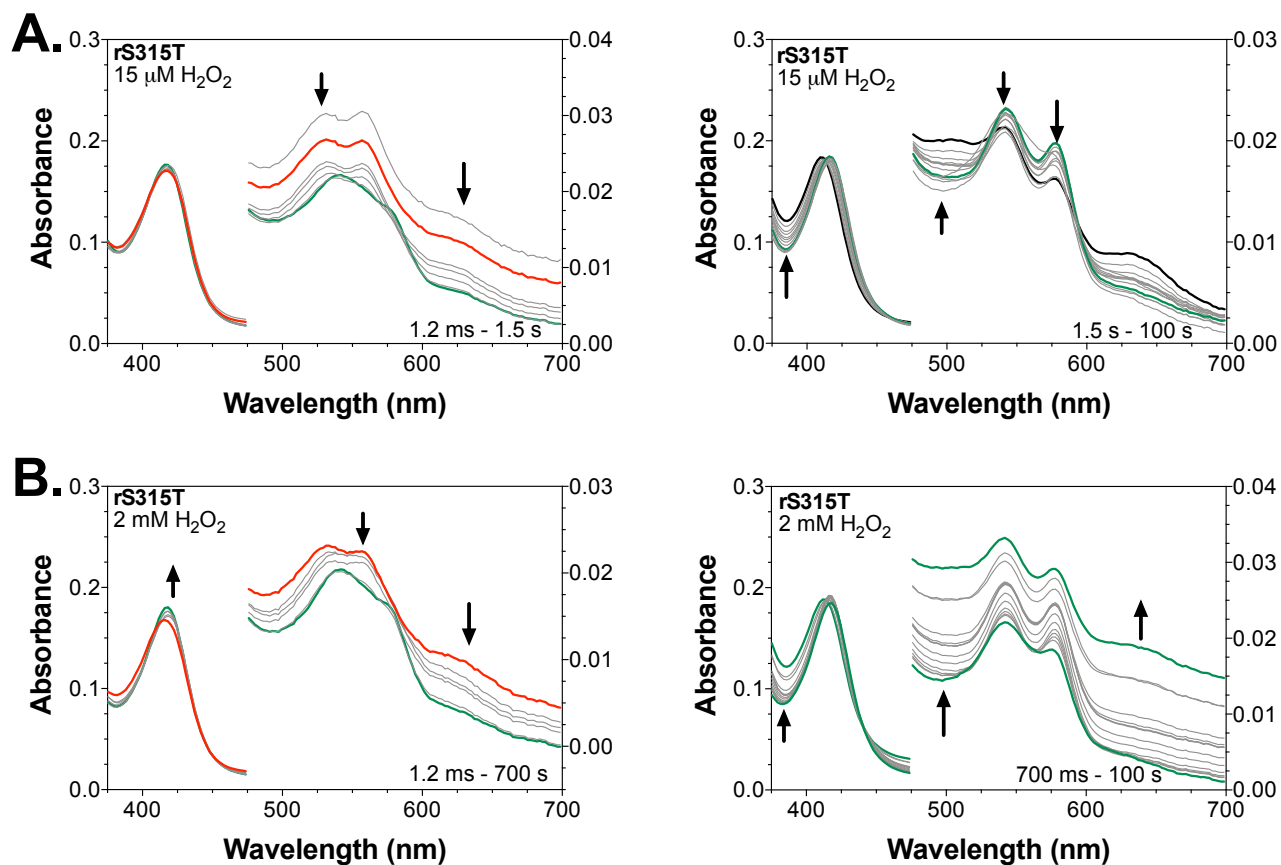 A.
rS315T
15 μM H2O2
1.2 ms - 1.5 s
Absorbance
0.3
0.2
0.1
0.0
0.04
0.03
0.02
0.01
0.00
400
500
600
700
Wavelength (nm)
rS315T
15 μM H2O2
1.5 s - 100 s
Absorbance
0.3
0.2
0.1
0.0
0.03
0.02
0.01
0.00
400
500
600
700
Wavelength (nm)
B.
rS315T
2 mM H2O2
1.2 ms - 700 s
Absorbance
0.3
0.2
0.1
0.0
0.03
0.02
0.01
0.00
400
500
600
700
Wavelength (nm)
rS315T
2 mM H2O2
700 ms - 100 s
Absorbance
0.3
0.2
0.1
0.0
0.04
0.03
0.02
0.01
0.00
400
500
600
700
Wavelength (nm)